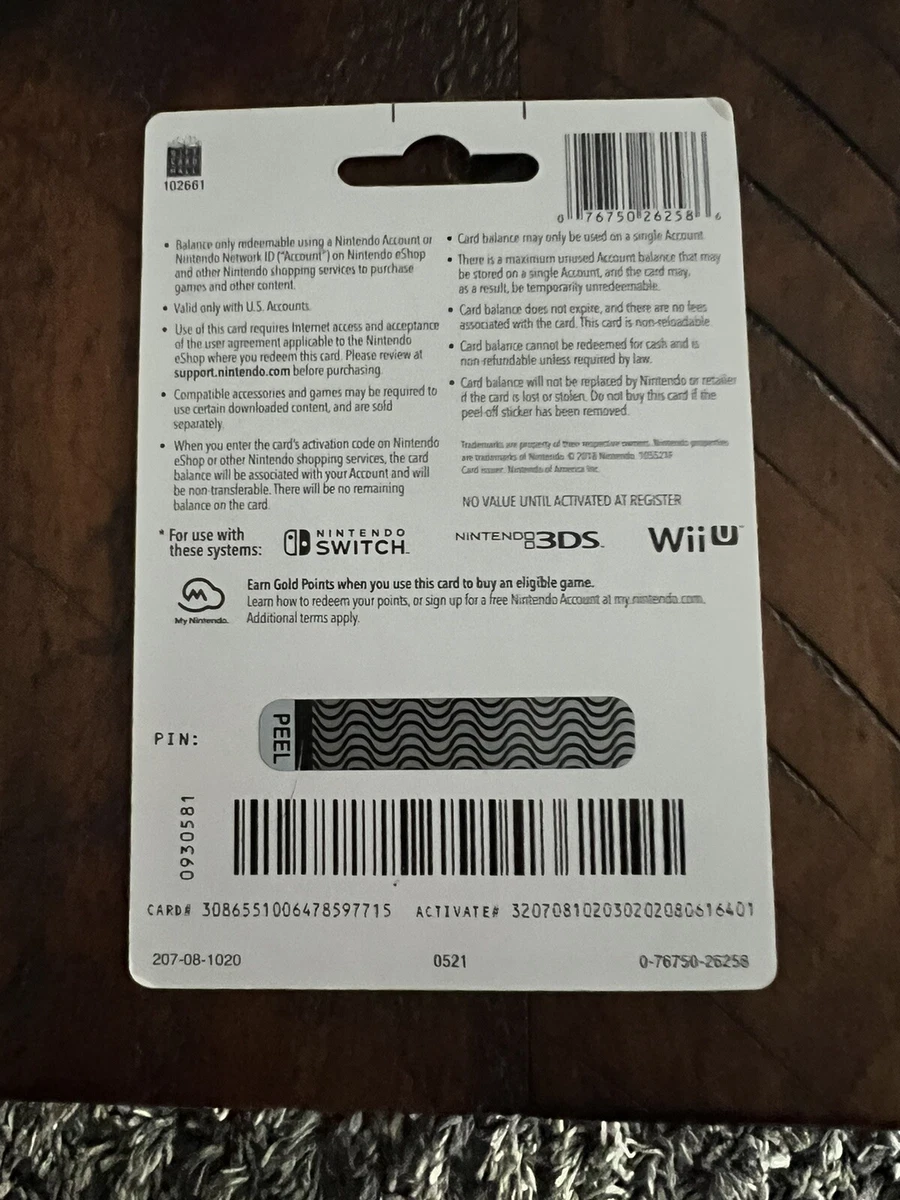 GIFT CARD MALL
102661
0 76750 26258 6
• Balance only redeemable using a Nintendo Account or
Nintendo Network ID ("Account") on Nintendo eShop
and other Nintendo shopping services to purchase
games and other content.
• Valid only with U.S. Accounts.
• Use of this card requires Internet access and acceptance
of the user agreement applicable to the Nintendo
eShop where you redeem this card. Please review at
support.nintendo.com before purchasing.
• Compatible accessories and games may be required to
use certain downloaded content, and are sold
separately.
• When you enter the card's activation code on Nintendo
eShop or other Nintendo shopping services, the card
balance will be associated with your Account and will
be non-transferable. There will be no remaining
balance on the card.
• Card balance may only be used on a single Account.
• There is a maximum unused Account balance that may
be stored on a single Account, and the card may,
as a result, be temporarily unredeemable.
• Card balance does not expire, and there are no fees
associated with the card. This card is non-reloadable.
• Card balance cannot be redeemed for cash and is
non-refundable unless required by law.
• Card balance will not be replaced by Nintendo or retailer
if the card is lost or stolen. Do not buy this card if the
peel-off sticker has been removed.
Trademarks are property of their respective owners. Nintendo properties
are trademarks of Nintendo. © 2018 Nintendo. 105521F
Card issuer: Nintendo of America Inc.
NO VALUE UNTIL ACTIVATED AT REGISTER
* For use with
these systems:
NINTENDO
SWITCH™
NINTENDO 3DS™
Wii U™
My Nintendo™
Earn Gold Points when you use this card to buy an eligible game.
Learn how to redeem your points, or sign up for a free Nintendo Account at my.nintendo.com.
Additional terms apply.
PIN:
PEEL
0930581
CARD# 3086551006478597715 ACTIVATE# 320708102030202080616401
207-08-1020 0521 0-76750-26258